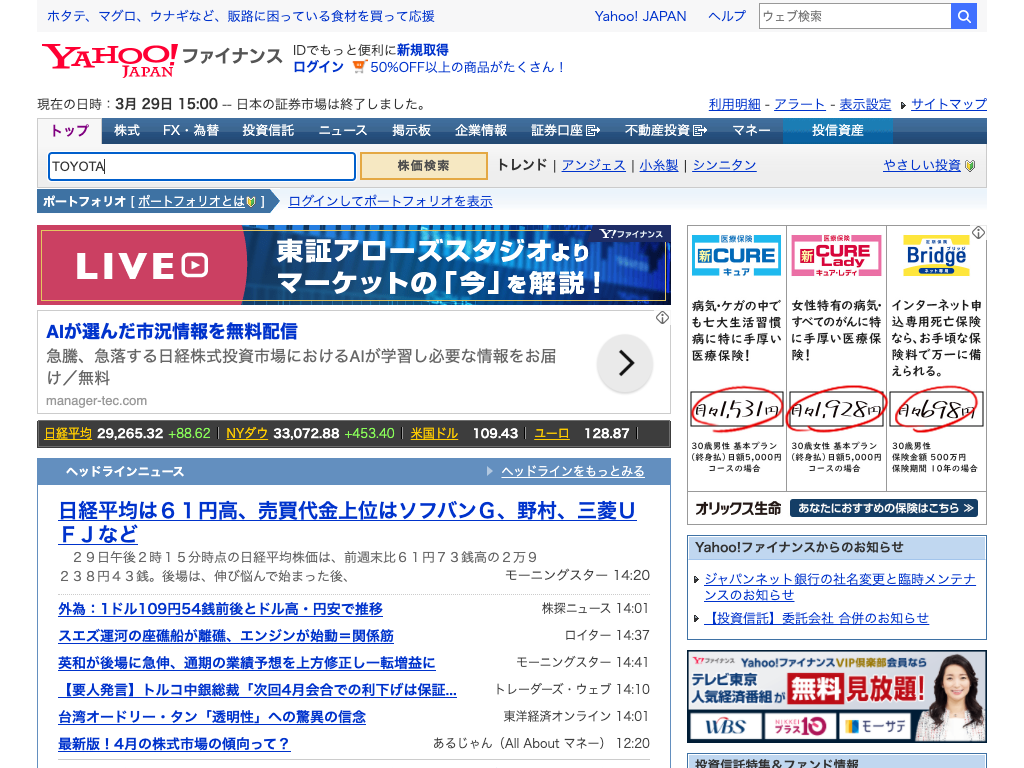 ホタテ、マグロ、ウナギなど、販路に困っている食材を買って応援
Yahoo! JAPAN ヘルプ
ウェブ検索
YAHOO! JAPAN ファイナンス
IDでもっと便利に新規取得
ログイン 50%OFF以上の商品がたくさん！
現在の日時：3月 29日 15:00 -- 日本の証券市場は終了しました。
利用明細 - アラート - 表示設定 サイトマップ
トップ 株式 FX・為替 投資信託 ニュース 掲示板 企業情報 証券口座 不動産投資 マネー 投信資産
TOYOTA
株価検索
トレンド | アンジェス | 小糸製 | シンニタン
やさしい投資
ポートフォリオ [ ポートフォリオとは ]
ログインしてポートフォリオを表示
LIVE
Y!ファイナンス
東証アローズスタジオより
マーケットの「今」を解説！
AIが選んだ市況情報を無料配信
急騰、急落する日経株式投資市場におけるAIが学習し必要な情報をお届
け／無料
manager-tec.com
日経平均 29,265.32 +88.62 | NYダウ 33,072.88 +453.40 | 米国ドル 109.43 | ユーロ 128.87 |
ヘッドラインニュース
ヘッドラインをもっとみる
日経平均は６１円高、売買代金上位はソフバンＧ、野村、三菱Ｕ
ＦＪなど
２９日午後２時１５分時点の日経平均株価は、前週末比６１円７３銭高の２万９
２３８円４３銭。後場は、伸び悩んで始まった後、
モーニングスター 14:20
外為：1ドル109円54銭前後とドル高・円安で推移
株探ニュース 14:01
スエズ運河の座礁船が離礁、エンジンが始動＝関係筋
ロイター 14:37
英和が後場に急伸、通期の業績予想を上方修正し一転増益に
モーニングスター 14:41
【要人発言】トルコ中銀総裁「次回4月会合での利下げは保証...
トレーダーズ・ウェブ 14:10
台湾オードリー・タン「透明性」への驚異の信念
東洋経済オンライン 14:01
最新版！4月の株式市場の傾向って？
あるじゃん（All About マネー） 12:20
医療保険
新CURE
キュア
病気・ケガの中で
も七大生活習慣
病に特に手厚い
医療保険！
月々1,531円
30歳男性 基本プラン
(終身払)日額5,000円
コースの場合
医療保険
新CURE Lady
キュア・レディ
女性特有の病気・
すべてのがんに特
に手厚い医療保
険！
月々1,928円
30歳女性 基本プラン
(終身払)日額5,000円
コースの場合
死亡保険
Bridge
ブリッジ
ネット専用
インターネット申
込専用死亡保険
なら、お手頃な保
険料で万一に備
えられる。
月々698円
30歳男性
保険金額 500万円
保険期間 10年の場合
オリックス生命
あなたにおすすめの保険はこちら ≫
Yahoo!ファイナンスからのお知らせ
ジャパンネット銀行の社名変更と臨時メンテナ
ンスのお知らせ
【投資信託】委託会社 合併のお知らせ
Y!ファイナンス
Yahoo!ファイナンスVIP倶楽部会員なら
テレビ東京
人気経済番組が
無料見放題！
WBS
NIKKEI プラス10
モーサテ
投資信託特集＆ファンド情報